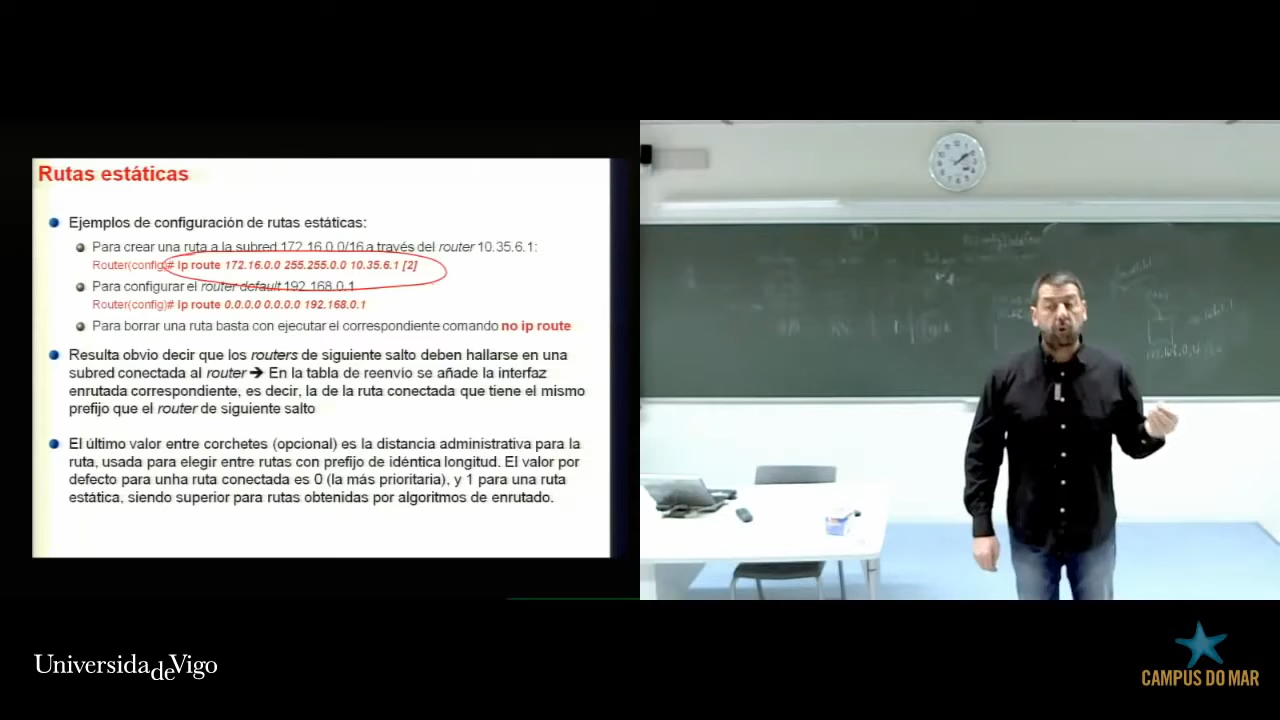 Rutas estáticas
Ejemplos de configuración de rutas estáticas:
Para crear una ruta a la subred 172.16.0.0/16 a través del router 10.35.6.1:
Router(config)# ip route 172.16.0.0 255.255.0.0 10.35.6.1 [2]
Para configurar el router default 192.168.0.1
Router(config)# ip route 0.0.0.0 0.0.0.0 192.168.0.1
Para borrar una ruta basta con ejecutar el correspondiente comando no ip route
Resulta obvio decir que los routers de siguiente salto deben hallarse en una
subred conectada al router ➔ En la tabla de reenvío se añade la interfaz
enrutada correspondiente, es decir, la de la ruta conectada que tiene el mismo
prefijo que el router de siguiente salto
El último valor entre corchetes (opcional) es la distancia administrativa para la
ruta, usada para elegir entre rutas con prefijo de idéntica longitud. El valor por
defecto para unha ruta conectada es 0 (la más prioritaria), y 1 para una ruta
estática, siendo superior para rutas obtenidas por algoritmos de enrutado.
UniversidadeVigo
CAMPUS DO MAR